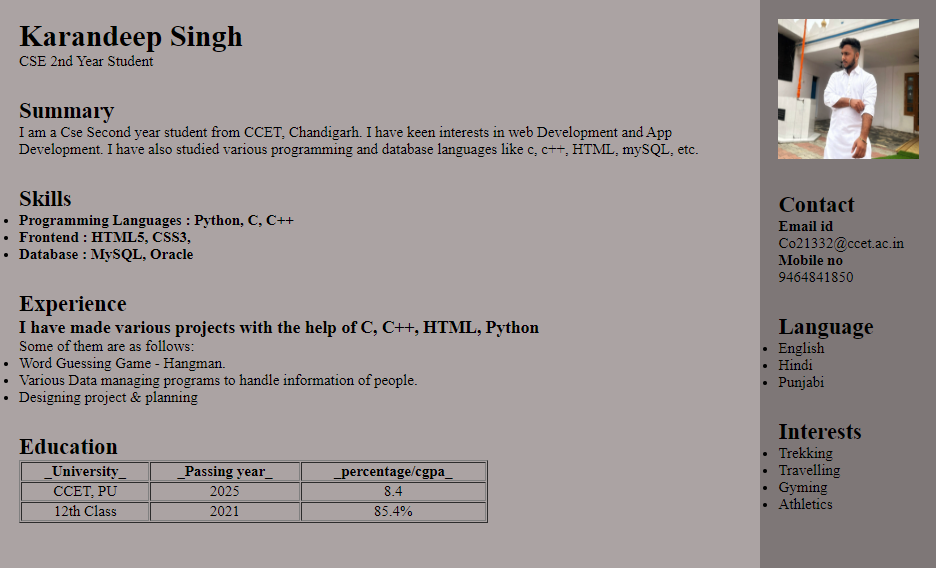 Karandeep Singh
CSE 2nd Year Student
Summary
I am a Cse Second year student from CCET, Chandigarh. I have keen interests in web Development and App
Development. I have also studied various programming and database languages like c, c++, HTML, mySQL, etc.
Skills
• Programming Languages : Python, C, C++
• Frontend : HTML5, CSS3,
• Database : MySQL, Oracle
Experience
I have made various projects with the help of C, C++, HTML, Python
Some of them are as follows:
• Word Guessing Game - Hangman.
• Various Data managing programs to handle information of people.
• Designing project & planning
Education
_University_ _Passing year_ _percentage/cgpa_
CCET, PU 2025 8.4
12th Class 2021 85.4%
Contact
Email id
Co21332@ccet.ac.in
Mobile no
9464841850
Language
• English
• Hindi
• Punjabi
Interests
• Trekking
• Travelling
• Gyming
• Athletics